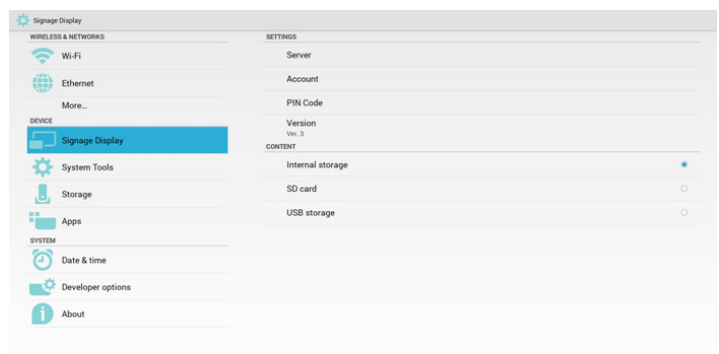 Signage Display
WIRELESS & NETWORKS
Wi-Fi
Ethernet
More...
DEVICE
Signage Display
System Tools
Storage
Apps
SYSTEM
Date & time
Developer options
About
SETTINGS
Server
Account
PIN Code
Version
Ver. 3
CONTENT
Internal storage
SD card
USB storage